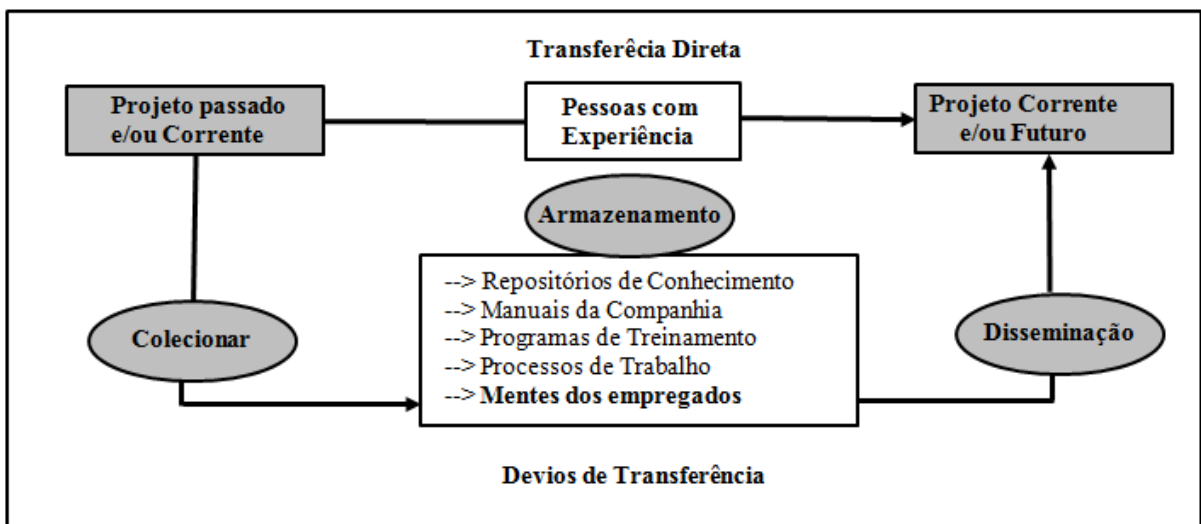 Transferêcia Direta
Projeto passado
e/ou Corrente
Pessoas com
Experiência
Projeto Corrente
e/ou Futuro
Armazenamento
--> Repositórios de Conhecimento
--> Manuais da Companhia
--> Programas de Treinamento
--> Processos de Trabalho
--> Mentes dos empregados
Colecionar
Disseminação
Devios de Transferência